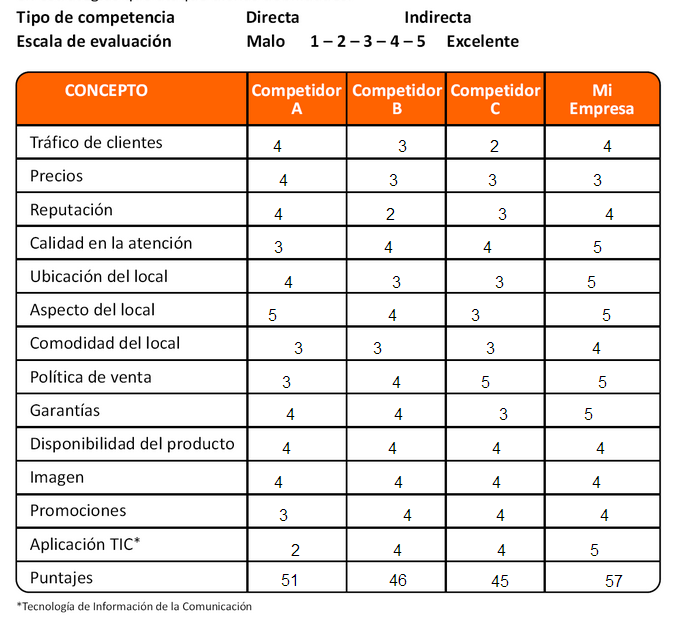 Tipo de competencia Directa Indirecta
Escala de evaluación Malo 1 – 2 – 3 – 4 – 5 Excelente
CONCEPTO Competidor A Competidor B Competidor C Mi Empresa
Tráfico de clientes 4 3 2 4
Precios 4 3 3 3
Reputación 4 2 3 4
Calidad en la atención 3 4 4 5
Ubicación del local 4 3 3 5
Aspecto del local 5 4 3 5
Comodidad del local 3 3 3 4
Política de venta 3 4 5 5
Garantías 4 4 3 5
Disponibilidad del producto 4 4 4 4
Imagen 4 4 4 4
Promociones 3 4 4 4
Aplicación TIC* 2 4 4 5
Puntajes 51 46 45 57
*Tecnología de Información de la Comunicación